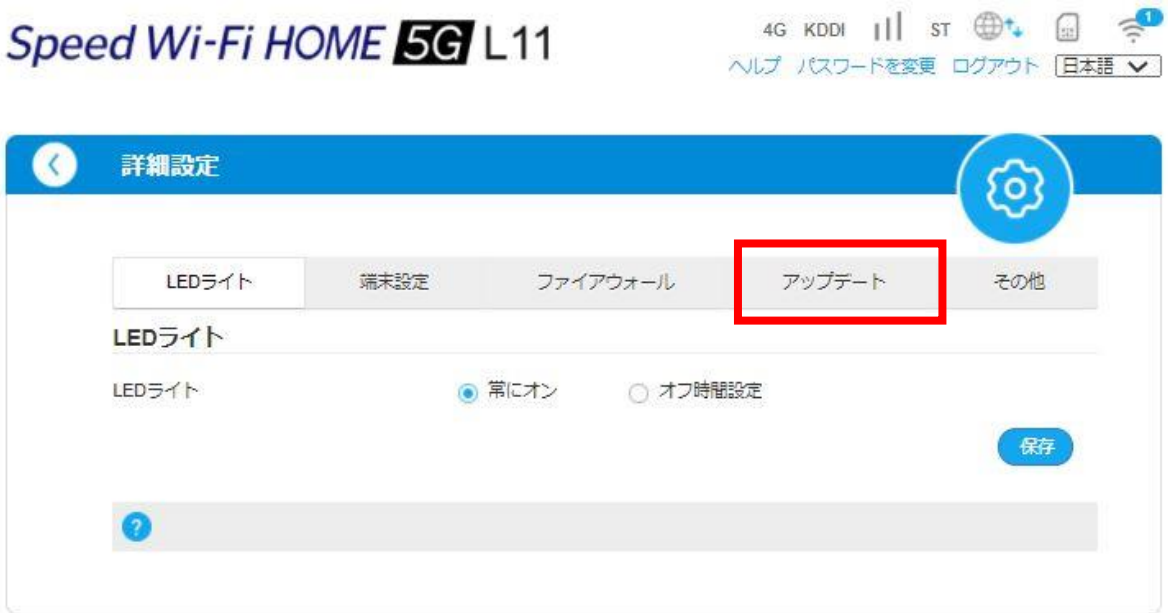 Speed Wi-Fi HOME 5G L11
4G KDDI ST 1
ヘルプ パスワードを変更 ログアウト 日本語
詳細設定
LEDライト 端末設定 ファイアウォール アップデート その他
LEDライト
LEDライト 常にオン オフ時間設定
保存
?